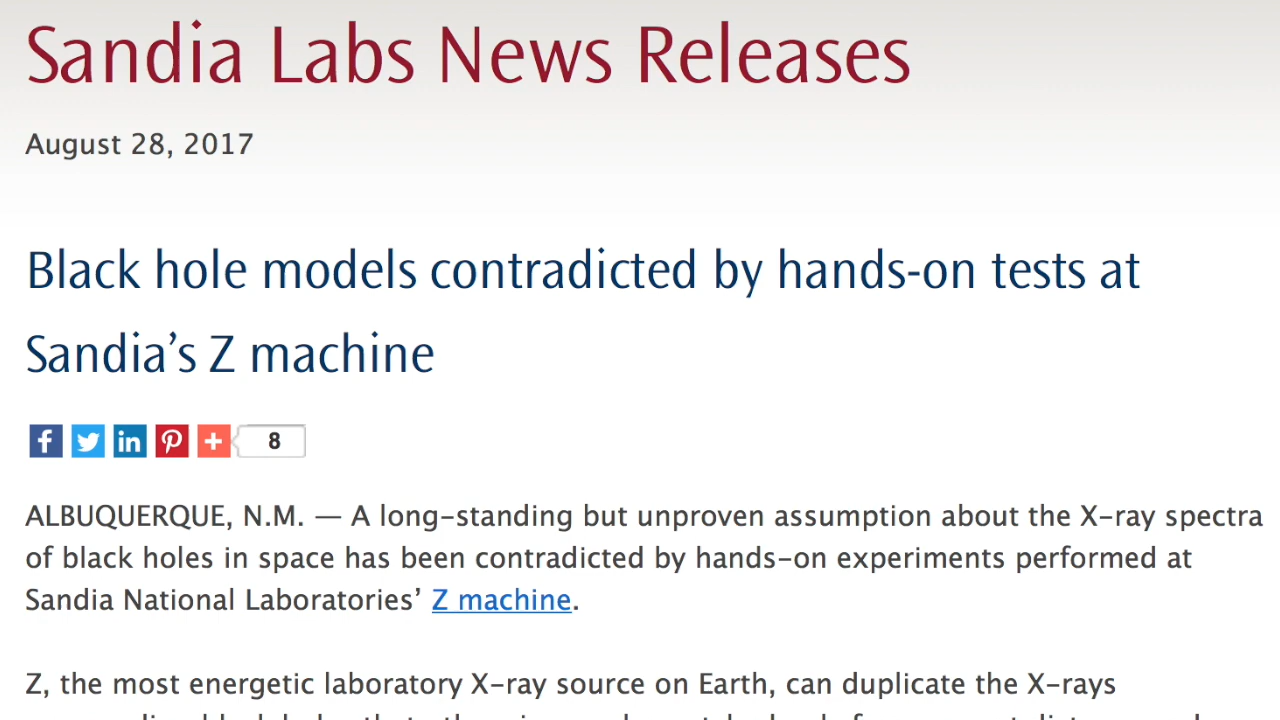 Sandia Labs News Releases
August 28, 2017
Black hole models contradicted by hands-on tests at
Sandia’s Z machine
8
ALBUQUERQUE, N.M. — A long-standing but unproven assumption about the X-ray spectra
of black holes in space has been contradicted by hands-on experiments performed at
Sandia National Laboratories’ Z machine.
Z, the most energetic laboratory X-ray source on Earth, can duplicate the X-rays